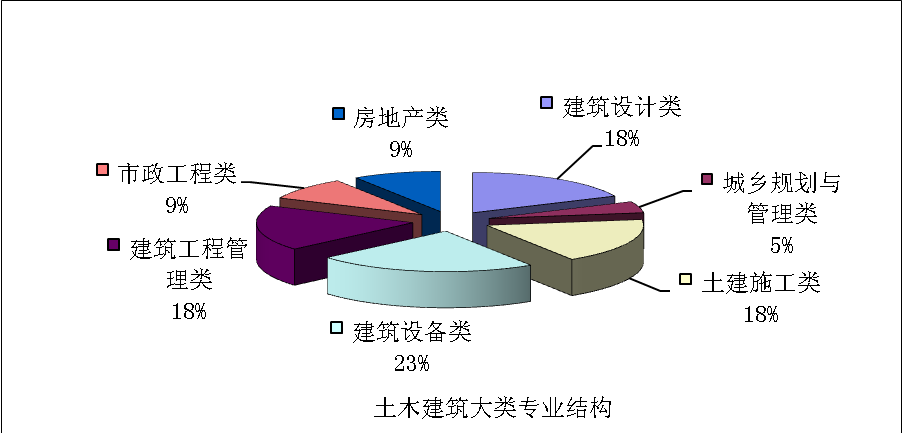 建筑设计类
18%
房地产类
9%
市政工程类
9%
城乡规划与
管理类
5%
建筑工程管
理类
18%
土建施工类
18%
建筑设备类
23%
土木建筑大类专业结构